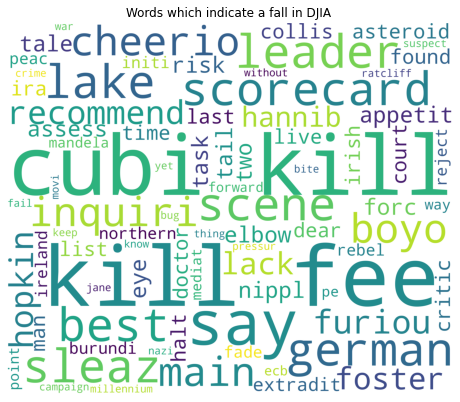 Words which indicate a fall in DJIA
war
cheerio
leader
collis
asteroid
suspect
tale
initi
risk
found
peac
crime
ira
lake
scorecard
without
ratcliff
recommend
last
hannib
appetit
assess
time
task
tail
two
live
irish
court
reject
mandela
cubi kill
yet
forward
bite
movi
fail
bug
inquiri
scene
forc
way
keep
northern
elbow
dear
boyo
thing
know
list
pressur
rebel
hopkin
man
ireland
jane
eye
doctor
mediat
lack
nippl
pe
critic
kill fee
best
say
furiou
point
burundi
nazi
halt
fade
german
sleaz
main
ecb
extradit
foster
campaign
millennium